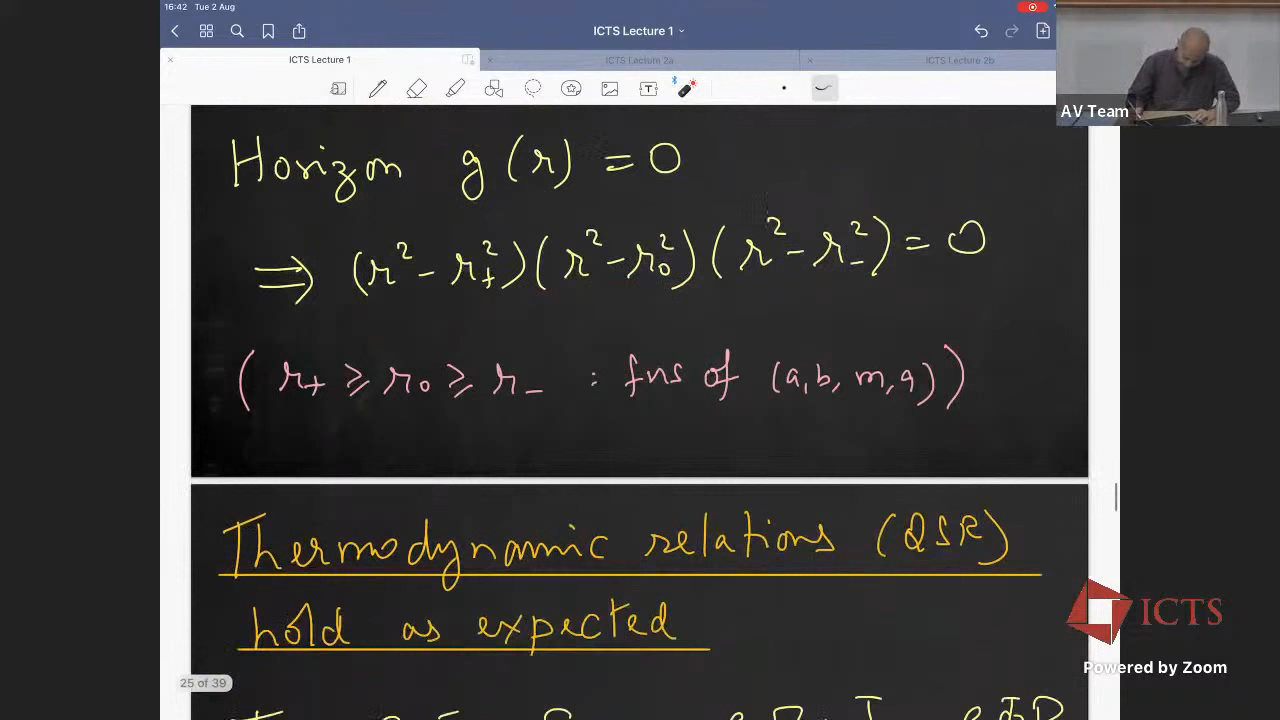 16:42 Tue 2 Aug
ICTS Lecture 1
ICTS Lecture 1
ICTS Lecture 2a
ICTS Lecture 2b
AV Team
Horizon g(r) = 0
⟹ (r² - r₊²)(r² - r₀²)(r² - r₋²) = 0
(r₊ ⩾ r₀ ⩾ r₋ : fns of (a, b, m, q))
Thermodynamic relations (QSR)
hold as expected
ICTS
Powered by Zoom
25 of 39